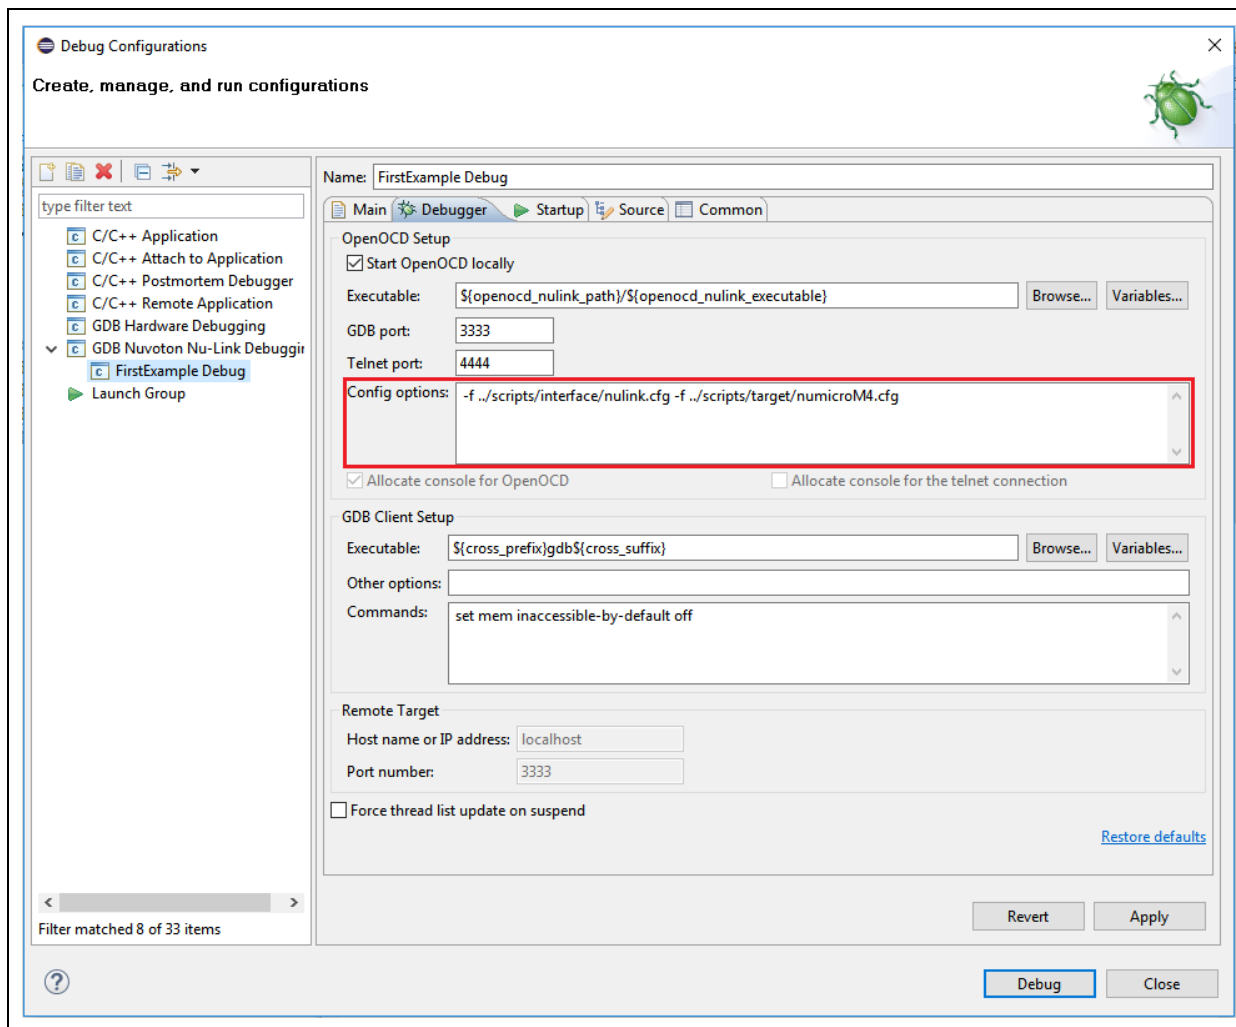 Debug Configurations
Create, manage, and run configurations
type filter text
C/C++ Application
C/C++ Attach to Application
C/C++ Postmortem Debugger
C/C++ Remote Application
GDB Hardware Debugging
GDB Nuvoton Nu-Link Debuggir
FirstExample Debug
Launch Group
Filter matched 8 of 33 items
Name: FirstExample Debug
Main Debugger Startup Source Common
OpenOCD Setup
Start OpenOCD locally
Executable: ${openocd_nulink_path}/${openocd_nulink_executable} Browse... Variables...
GDB port: 3333
Telnet port: 4444
Config options: -f ../scripts/interface/nulink.cfg -f ../scripts/target/numicroM4.cfg
Allocate console for OpenOCD Allocate console for the telnet connection
GDB Client Setup
Executable: ${cross_prefix}gdb${cross_suffix} Browse... Variables...
Other options:
Commands: set mem inaccessible-by-default off
Remote Target
Host name or IP address: localhost
Port number: 3333
Force thread list update on suspend
Restore defaults
Revert Apply
Debug Close